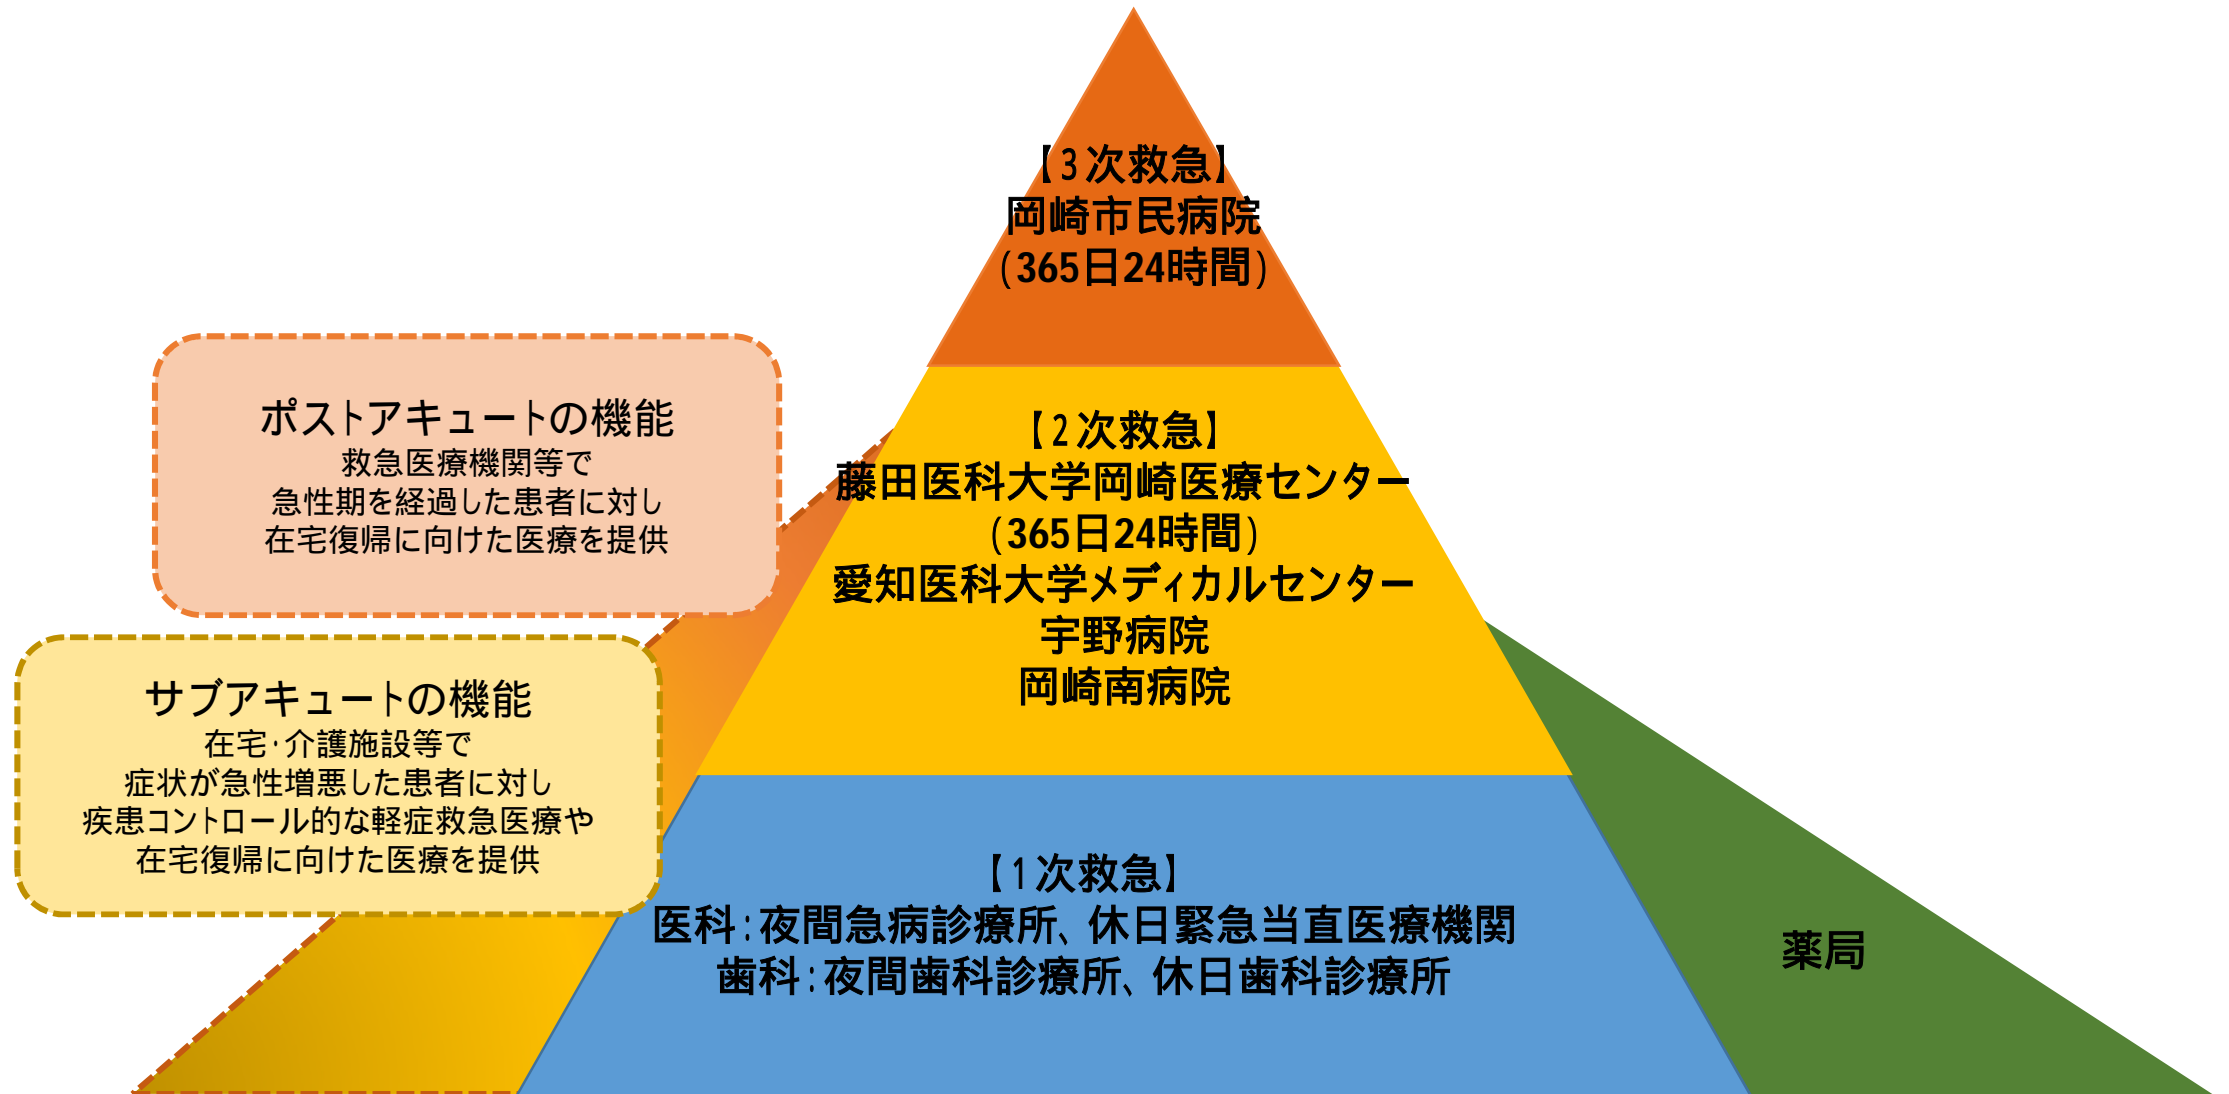 【3次救急】
岡崎市民病院
(365日24時間)
ポストアキュートの機能
救急医療機関等で
急性期を経過した患者に対し
在宅復帰に向けた医療を提供
【2次救急】
藤田医科大学岡崎医療センター
(365日24時間)
愛知医科大学メディカルセンター
宇野病院
岡崎南病院
サブアキュートの機能
在宅・介護施設等で
症状が急性増悪した患者に対し
疾患コントロール的な軽症救急医療や
在宅復帰に向けた医療を提供
【1次救急】
医科:夜間急病診療所、休日緊急当直医療機関
歯科:夜間歯科診療所、休日歯科診療所
薬局